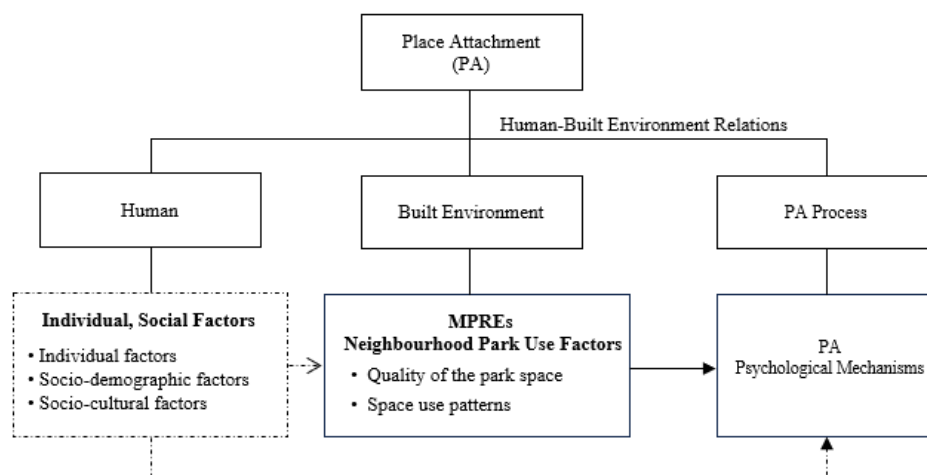 Place Attachment
(PA)
Human-Built Environment Relations
Human
Built Environment
PA Process
Individual, Social Factors
• Individual factors
• Socio-demographic factors
• Socio-cultural factors
MPREs
Neighbourhood Park Use Factors
• Quality of the park space
• Space use patterns
PA
Psychological Mechanisms